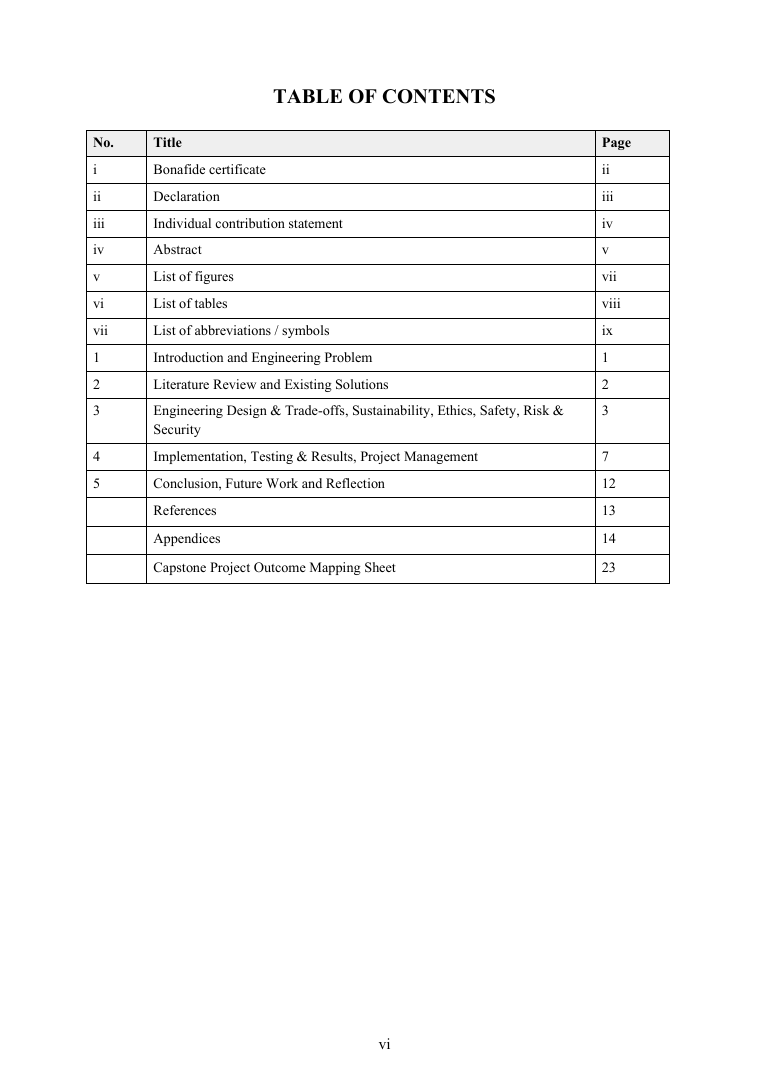 TABLE OF CONTENTS
No. Title Page
i Bonafide certificate ii
ii Declaration iii
iii Individual contribution statement iv
iv Abstract v
v List of figures vii
vi List of tables viii
vii List of abbreviations / symbols ix
1 Introduction and Engineering Problem 1
2 Literature Review and Existing Solutions 2
3 Engineering Design & Trade-offs, Sustainability, Ethics, Safety, Risk & 3
Security
4 Implementation, Testing & Results, Project Management 7
5 Conclusion, Future Work and Reflection 12
References 13
Appendices 14
Capstone Project Outcome Mapping Sheet 23
vi